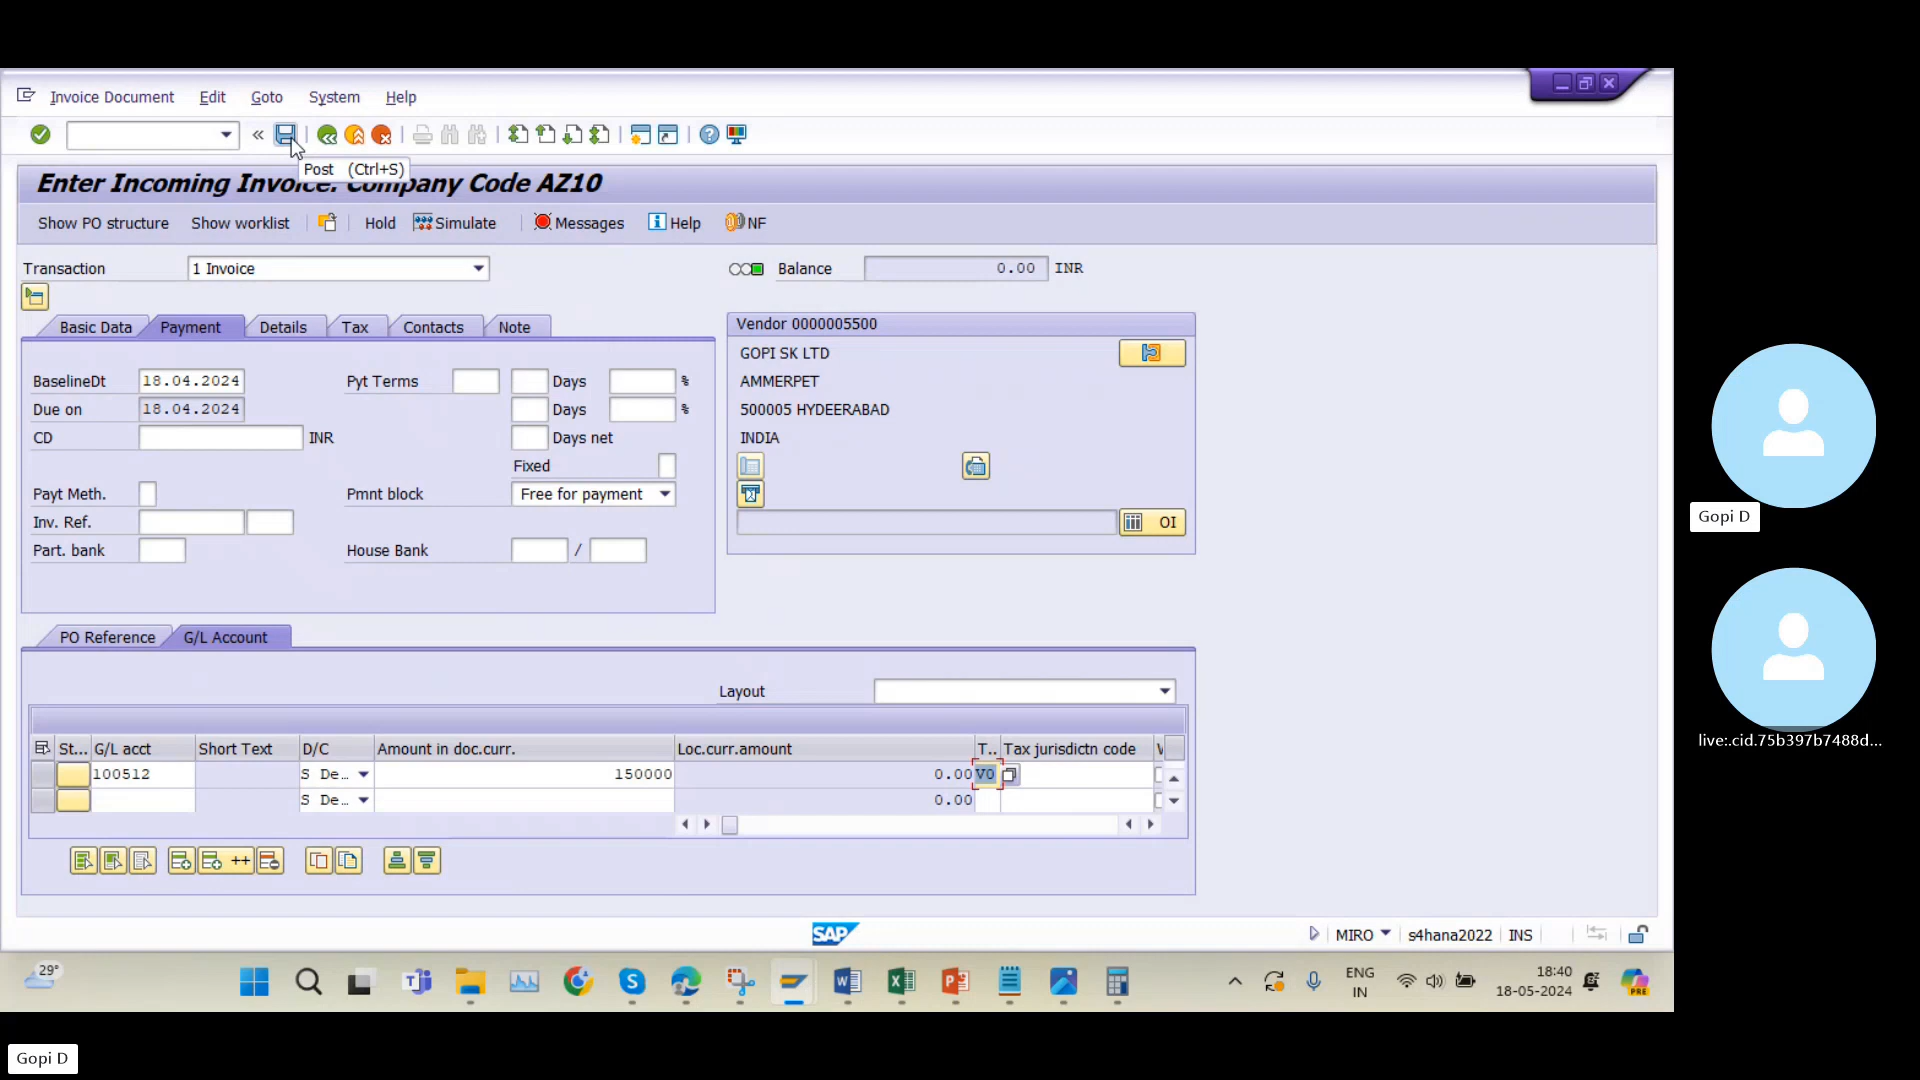 Invoice Document Edit Goto System Help
Post (Ctrl+S)
Enter Incoming Invoice: Company Code AZ10
Show PO structure Show worklist Hold Simulate Messages Help NF
Transaction 1 Invoice Balance 0.00 INR
Basic Data Payment Details Tax Contacts Note
Vendor 0000005500
GOPI SK LTD
AMMERPET
500005 HYDEERABAD
INDIA
OI
BaselineDt 18.04.2024 Pyt Terms Days %
Due on 18.04.2024 Days %
CD INR Days net
Fixed
Payt Meth. Pmnt block Free for payment
Inv. Ref.
Part. bank House Bank /
PO Reference G/L Account
Layout
St... G/L acct Short Text D/C Amount in doc.curr. Loc.curr.amount T.. Tax jurisdictn code
100512 S De... 150000 0.00 V0
S De... 0.00
++
SAP
MIRO s4hana2022 INS
29°
ENG
IN
18:40
18-05-2024
PRE
Gopi D
live:.cid.75b397b7488d...
Gopi D